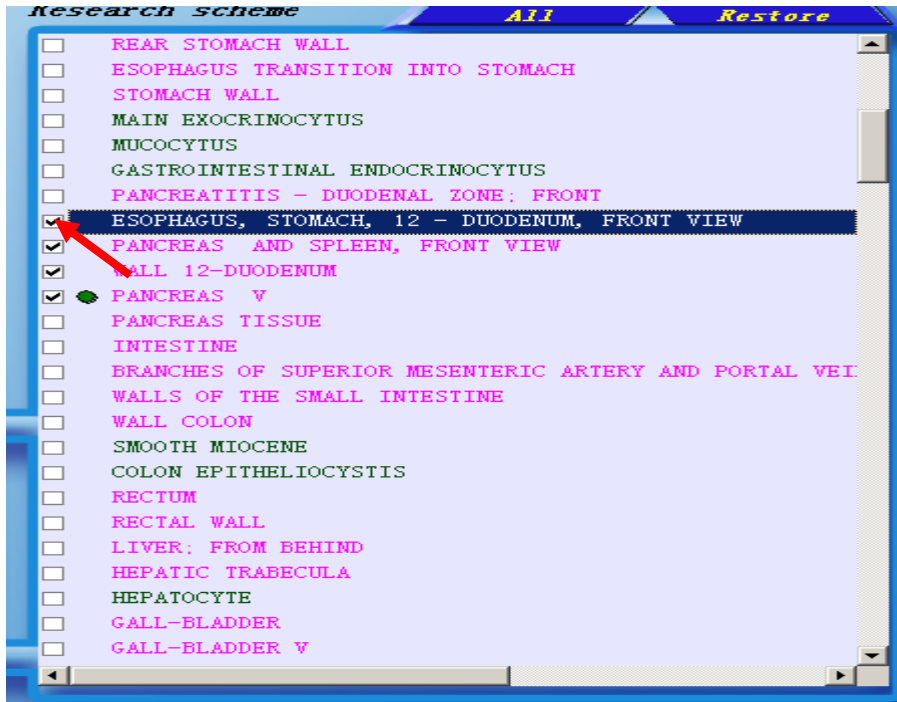 Research scheme
All
Restore
REAR STOMACH WALL
ESOPHAGUS TRANSITION INTO STOMACH
STOMACH WALL
MAIN EXOCRINOCYTUS
MUCOCYTUS
GASTROINTESTINAL ENDOCRINOCYTUS
PANCREATITIS - DUODENAL ZONE; FRONT
ESOPHAGUS, STOMACH, 12 - DUODENUM, FRONT VIEW
PANCREAS AND SPLEEN, FRONT VIEW
WALL 12-DUODENUM
PANCREAS V
PANCREAS TISSUE
INTESTINE
BRANCHES OF SUPERIOR MESENTERIC ARTERY AND PORTAL VEI
WALLS OF THE SMALL INTESTINE
WALL COLON
SMOOTH MIOCENE
COLON EPITHELIOCYSTIS
RECTUM
RECTAL WALL
LIVER; FROM BEHIND
HEPATIC TRABECULA
HEPATOCYTE
GALL-BLADDER
GALL-BLADDER V